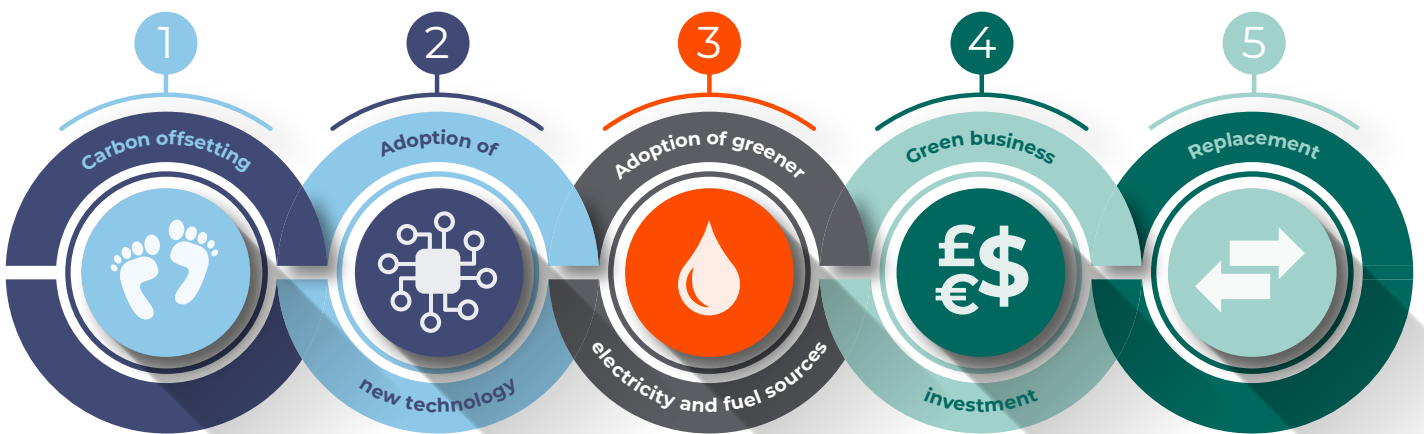 1
Carbon offsetting
2
Adoption of
new technology
3
Adoption of greener
electricity and fuel sources
4
Green business
investment
£$
€
5
Replacement